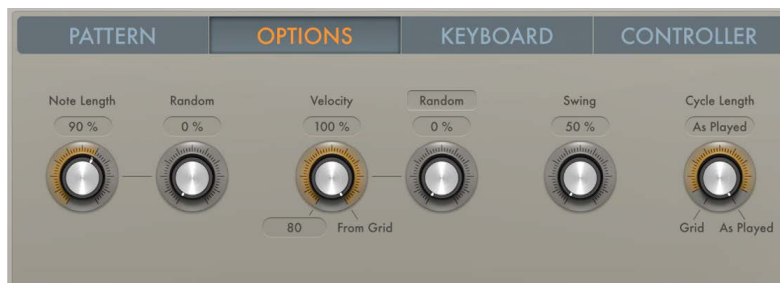 PATTERN OPTIONS KEYBOARD CONTROLLER
Note Length Random Velocity Random Swing Cycle Length
90 % 0 % 100 % 0 % 50 % As Played
80 From Grid Grid As Played